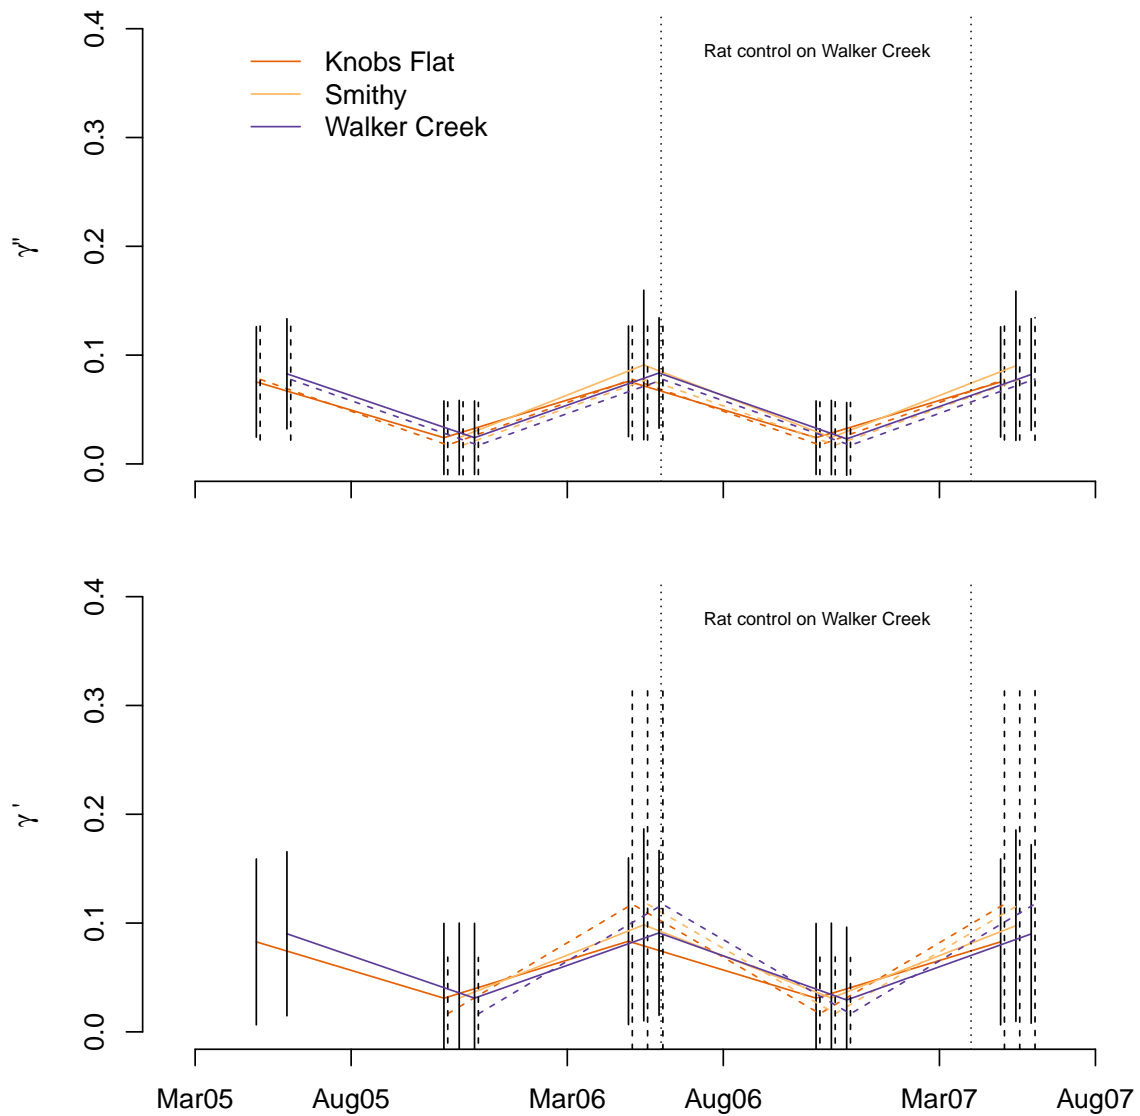 0.4
0.3
0.2
0.1
0.0
γ''
Knobs Flat
Smithy
Walker Creek
Rat control on Walker Creek
0.4
0.3
0.2
0.1
0.0
γ'
Rat control on Walker Creek
Mar05 Aug05 Mar06 Aug06 Mar07 Aug07